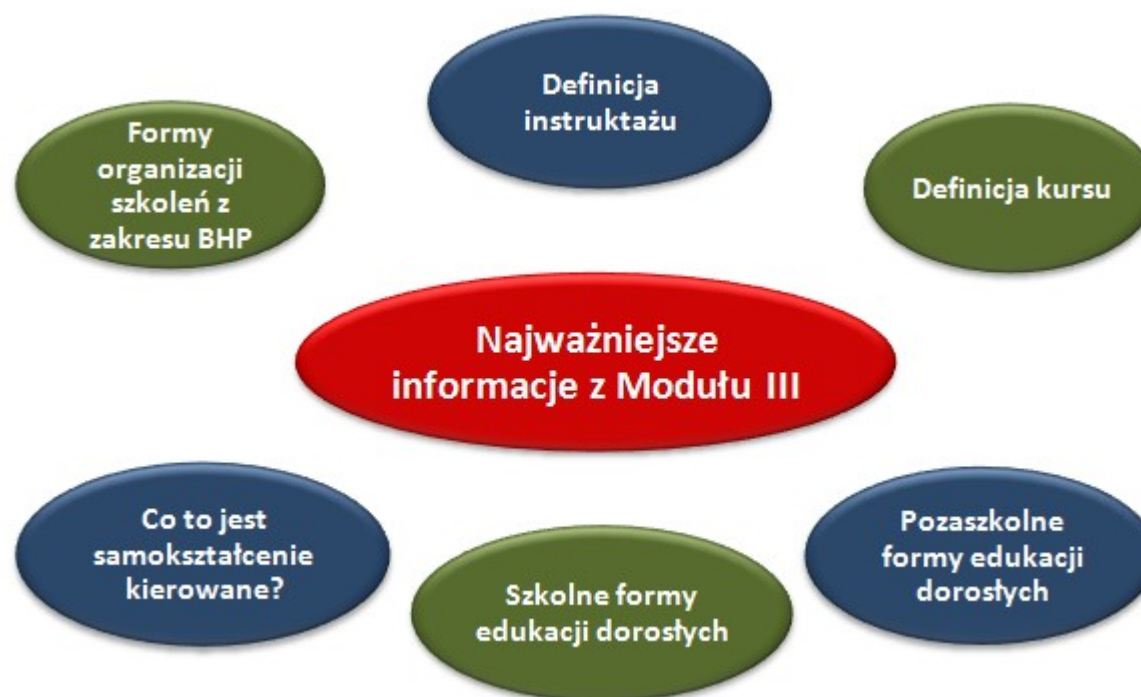 Definicja
instruktażu
Formy
organizacji
szkoleń z
zakresu BHP
Definicja kursu
Najważniejsze
informacje z Modułu III
Co to jest
samokształcenie
kierowane?
Szkolne formy
edukacji dorosłych
Pozaszkolne
formy edukacji
dorosłych